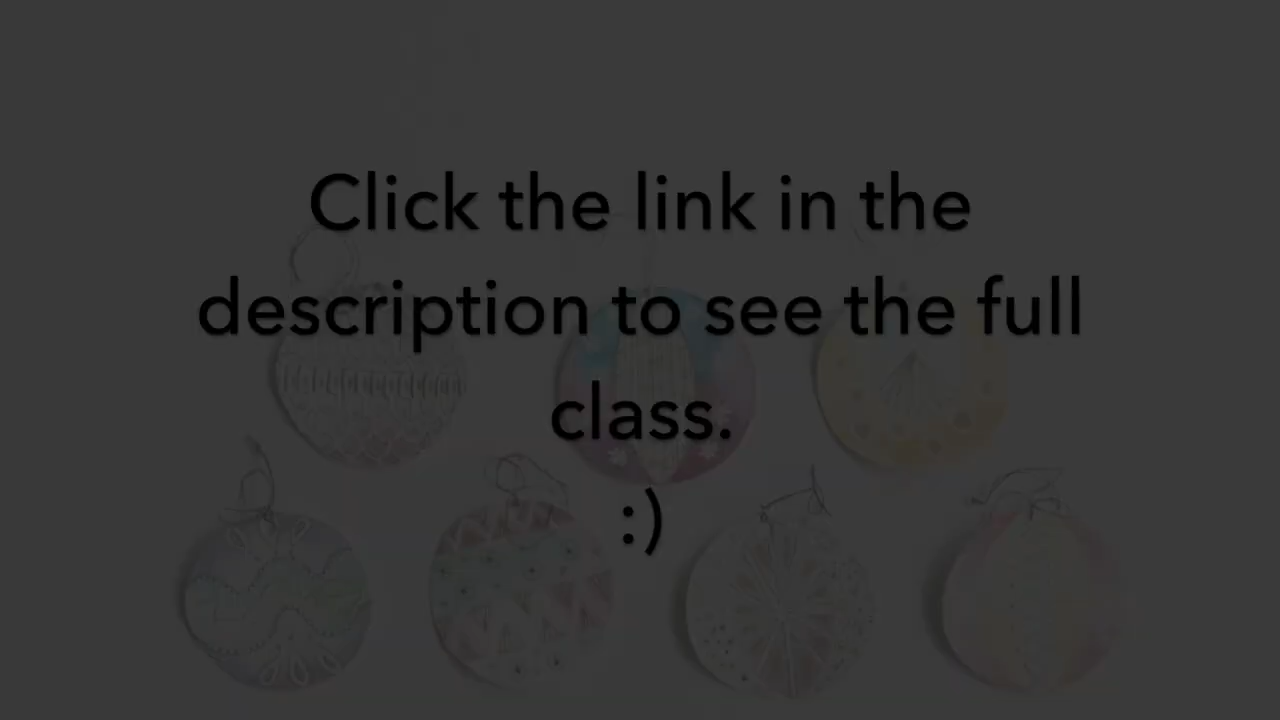 Click the link in the
description to see the full
class.
:)